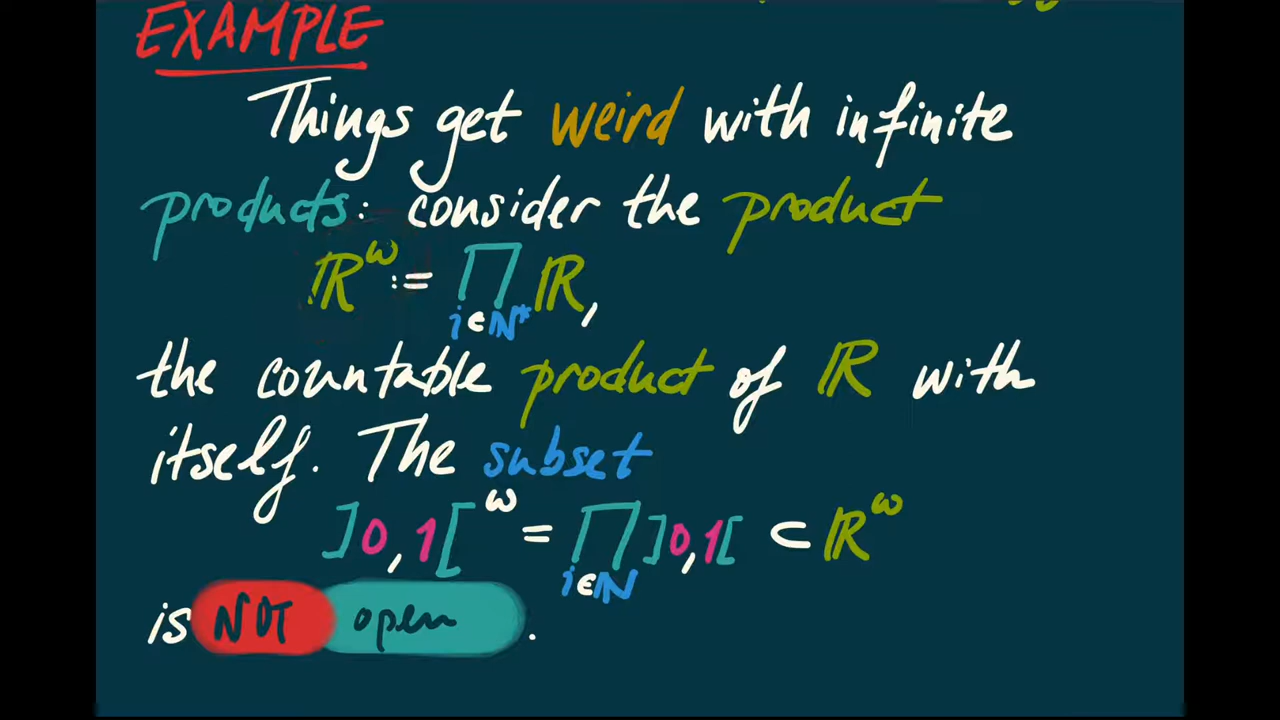 EXAMPLE
Things get weird with infinite
products: consider the product
ℝ^ω := ∏_{i∈ℕ*} ℝ,
the countable product of ℝ with
itself. The subset
]0,1[^ω = ∏_{i∈ℕ} ]0,1[ ⊂ ℝ^ω
is NOT open.